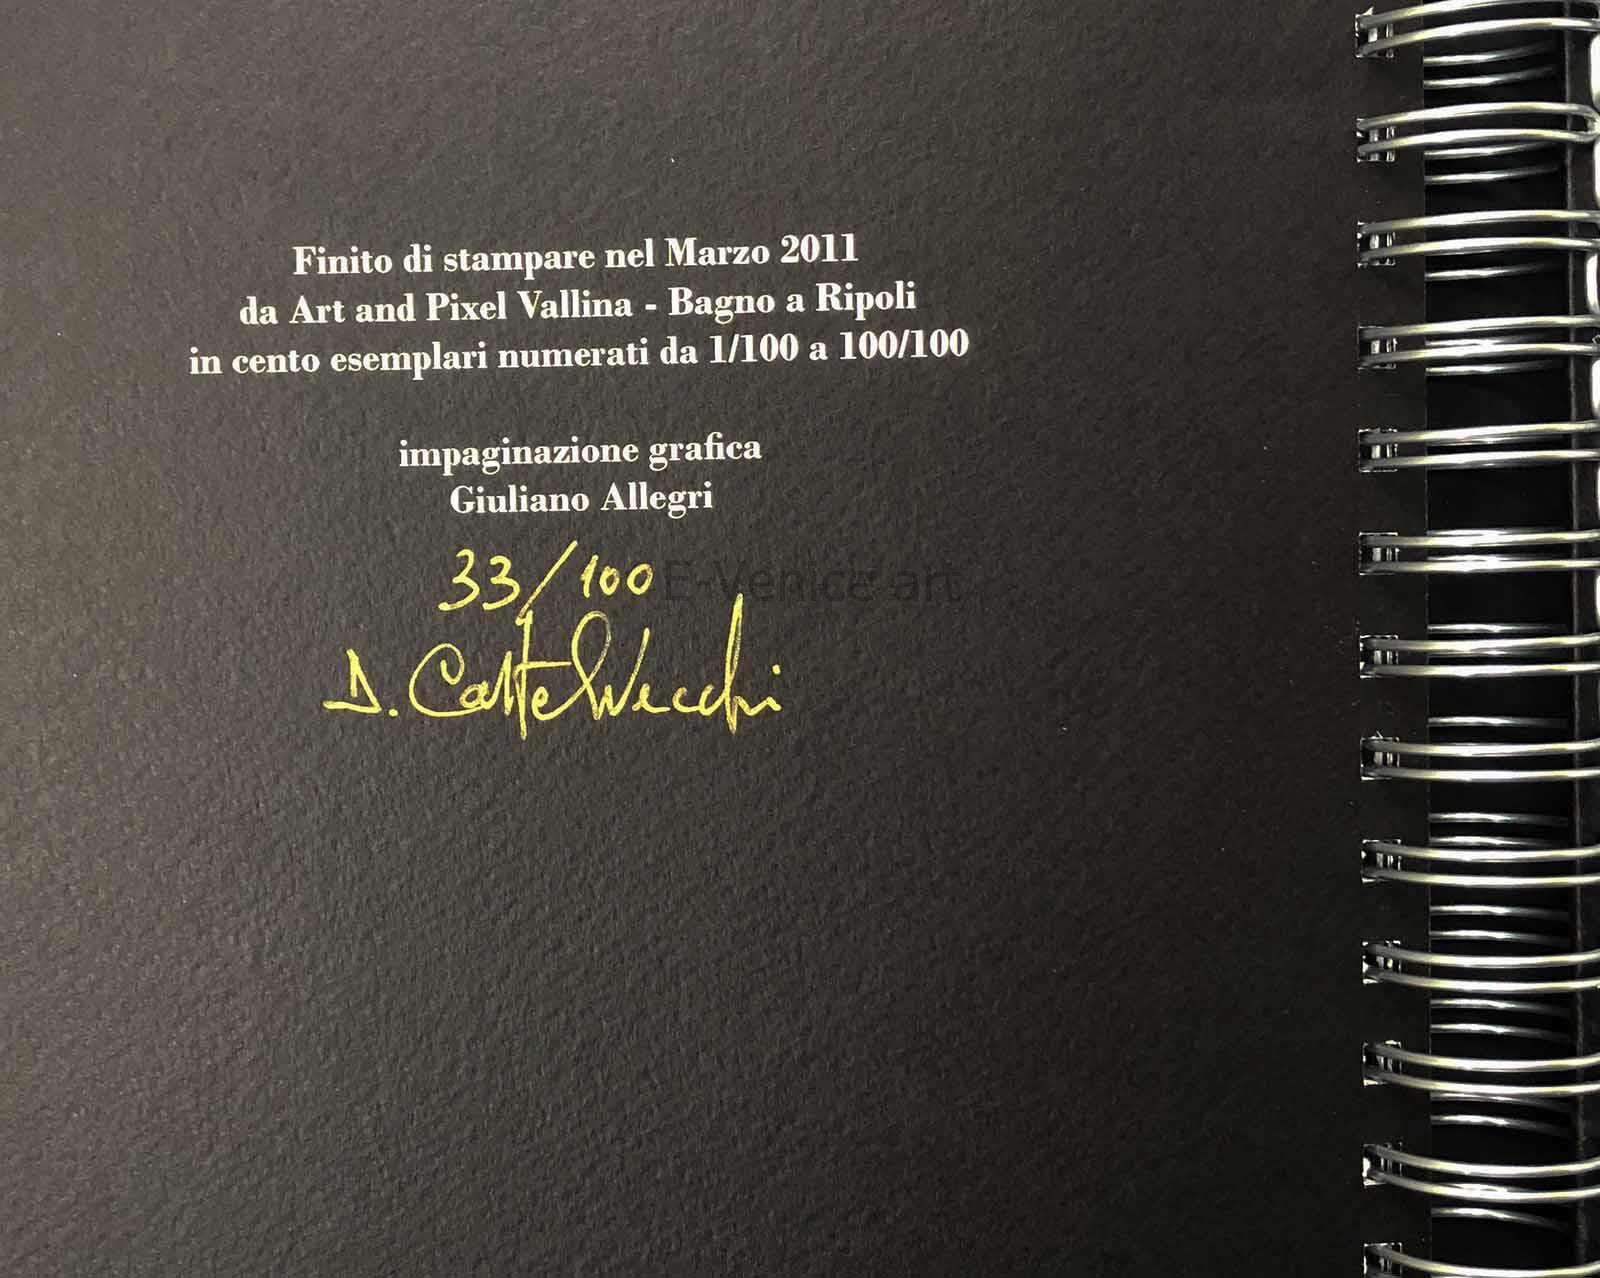 Finito di stampare nel Marzo 2011
da Art and Pixel Vallina - Bagno a Ripoli
in cento esemplari numerati da 1/100 a 100/100
impaginazione grafica
Giuliano Allegri
33/100
E-Venice art
D. Castelvecchi